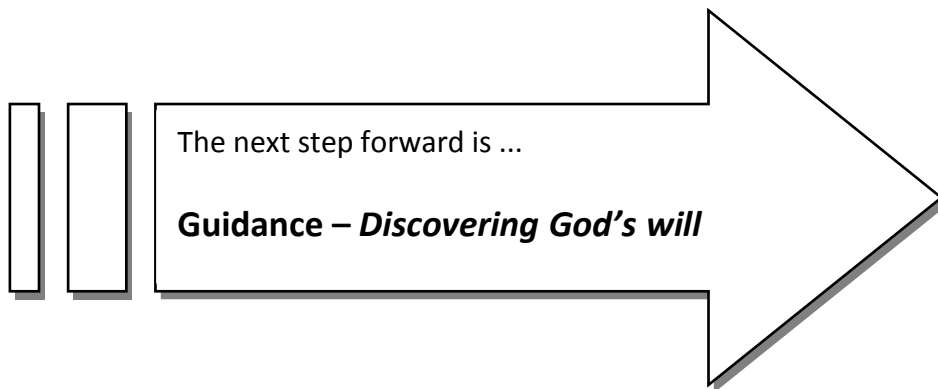 The next step forward is ...
Guidance – Discovering God’s will